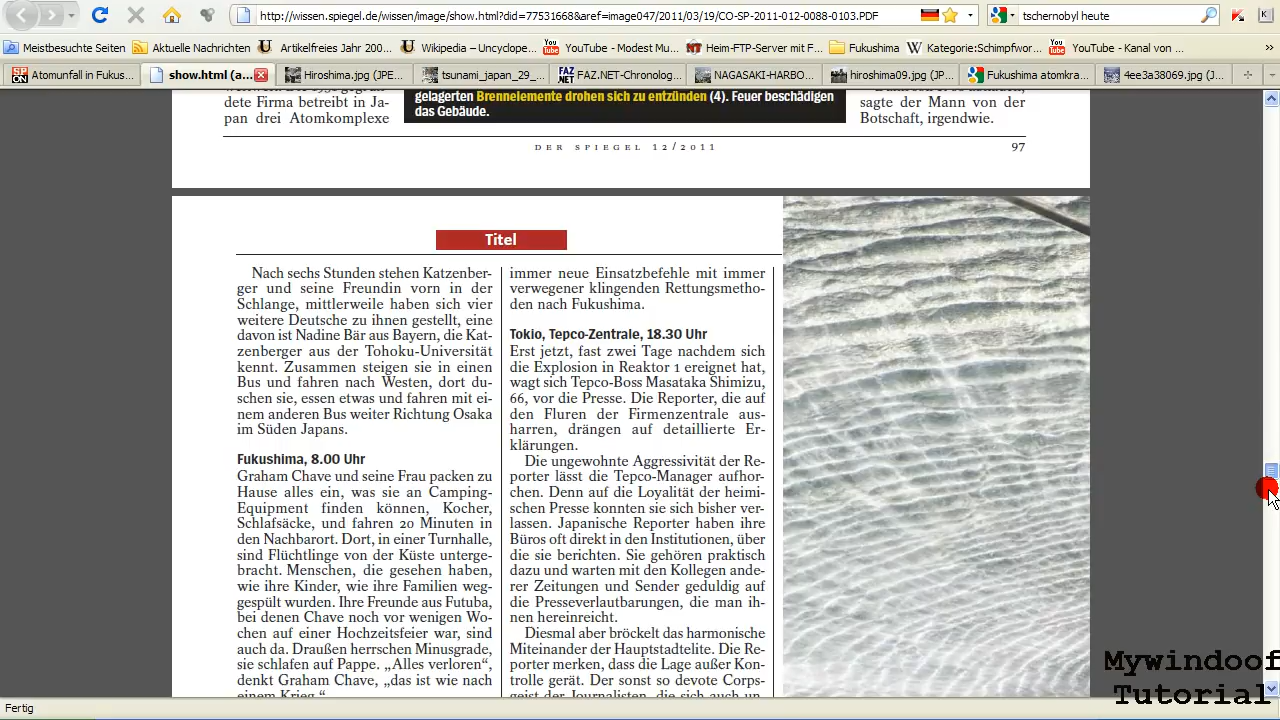 http://wissen.spiegel.de/wissen/image/show.html?did=77531668&aref=image047/2011/03/19/CO-SP-2011-012-0088-0103.PDF
tschernobyl heute
Meistbesuchte Seiten
Aktuelle Nachrichten
Artikelfreies Jahr 200...
Wikipedia – Uncyclope...
YouTube - Modest Mu...
Heim-FTP-Server mit F...
Fukushima
Kategorie:Schimpfwor...
YouTube - Kanal von ...
Atomunfall in Fukus...
show.html (a...
Hiroshima.jpg (JPE...
tsunami_japan_29_...
FAZ.NET-Chronolog...
NAGASAKI-HARBO...
hiroshima09.jpg (JP...
Fukushima atomkra...
4ee3a38069.jpg (J...
dete Firma betreibt in Ja-
pan drei Atomkomplexe
gelagerten Brennelemente drohen sich zu entzünden (4). Feuer beschädigen
das Gebäude.
sagte der Mann von der
Botschaft, irgendwie.
DER SPIEGEL 12/2011
97
Titel
Nach sechs Stunden stehen Katzenber-
ger und seine Freundin vorn in der
Schlange, mittlerweile haben sich vier
weitere Deutsche zu ihnen gestellt, eine
davon ist Nadine Bär aus Bayern, die Kat-
zenberger aus der Tohoku-Universität
kennt. Zusammen steigen sie in einen
Bus und fahren nach Westen, dort du-
schen sie, essen etwas und fahren mit ei-
nem anderen Bus weiter Richtung Osaka
im Süden Japans.
Fukushima, 8.00 Uhr
Graham Chave und seine Frau packen zu
Hause alles ein, was sie an Camping-
Equipment finden können, Kocher,
Schlafsäcke, und fahren 20 Minuten in
den Nachbarort. Dort, in einer Turnhalle,
sind Flüchtlinge von der Küste unterge-
bracht. Menschen, die gesehen haben,
wie ihre Kinder, wie ihre Familien weg-
gespült wurden. Ihre Freunde aus Futuba,
bei denen Chave noch vor wenigen Wo-
chen auf einer Hochzeitsfeier war, sind
auch da. Draußen herrschen Minusgrade,
sie schlafen auf Pappe. „Alles verloren“,
denkt Graham Chave, „das ist wie nach
einem Krieg.“
immer neue Einsatzbefehle mit immer
verwegener klingenden Rettungsmetho-
den nach Fukushima.
Tokio, Tepco-Zentrale, 18.30 Uhr
Erst jetzt, fast zwei Tage nachdem sich
die Explosion in Reaktor 1 ereignet hat,
wagt sich Tepco-Boss Masataka Shimizu,
66, vor die Presse. Die Reporter, die auf
den Fluren der Firmenzentrale aus-
harren, drängen auf detaillierte Er-
klärungen.
Die ungewohnte Aggressivität der Re-
porter lässt die Tepco-Manager aufhor-
chen. Denn auf die Loyalität der heimi-
schen Presse konnten sie sich bisher ver-
lassen. Japanische Reporter haben ihre
Büros oft direkt in den Institutionen, über
die sie berichten. Sie gehören praktisch
dazu und warten mit den Kollegen ande-
rer Zeitungen und Sender geduldig auf
die Presseverlautbarungen, die man ih-
nen hereinreicht.
Diesmal aber bröckelt das harmonische
Miteinander der Hauptstadtelite. Die Re-
porter merken, dass die Lage außer Kon-
trolle gerät. Der sonst so devote Corps-
geist der Journalisten, die sich auch un-
Mywindoof
Tutorial
Fertig